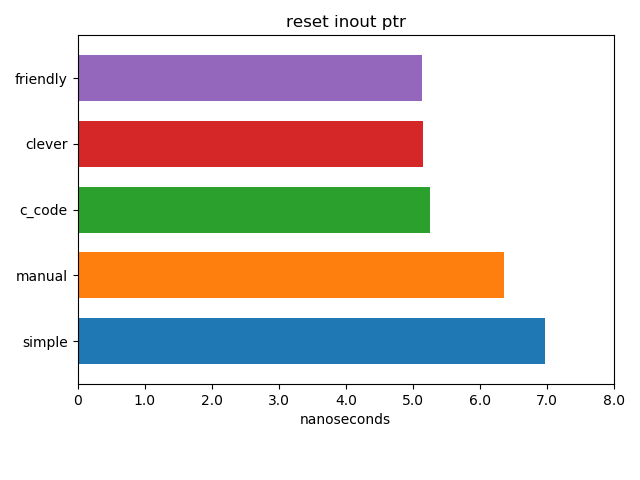 reset inout ptr
friendly
clever
c_code
manual
simple
0 1.0 2.0 3.0 4.0 5.0 6.0 7.0 8.0
nanoseconds